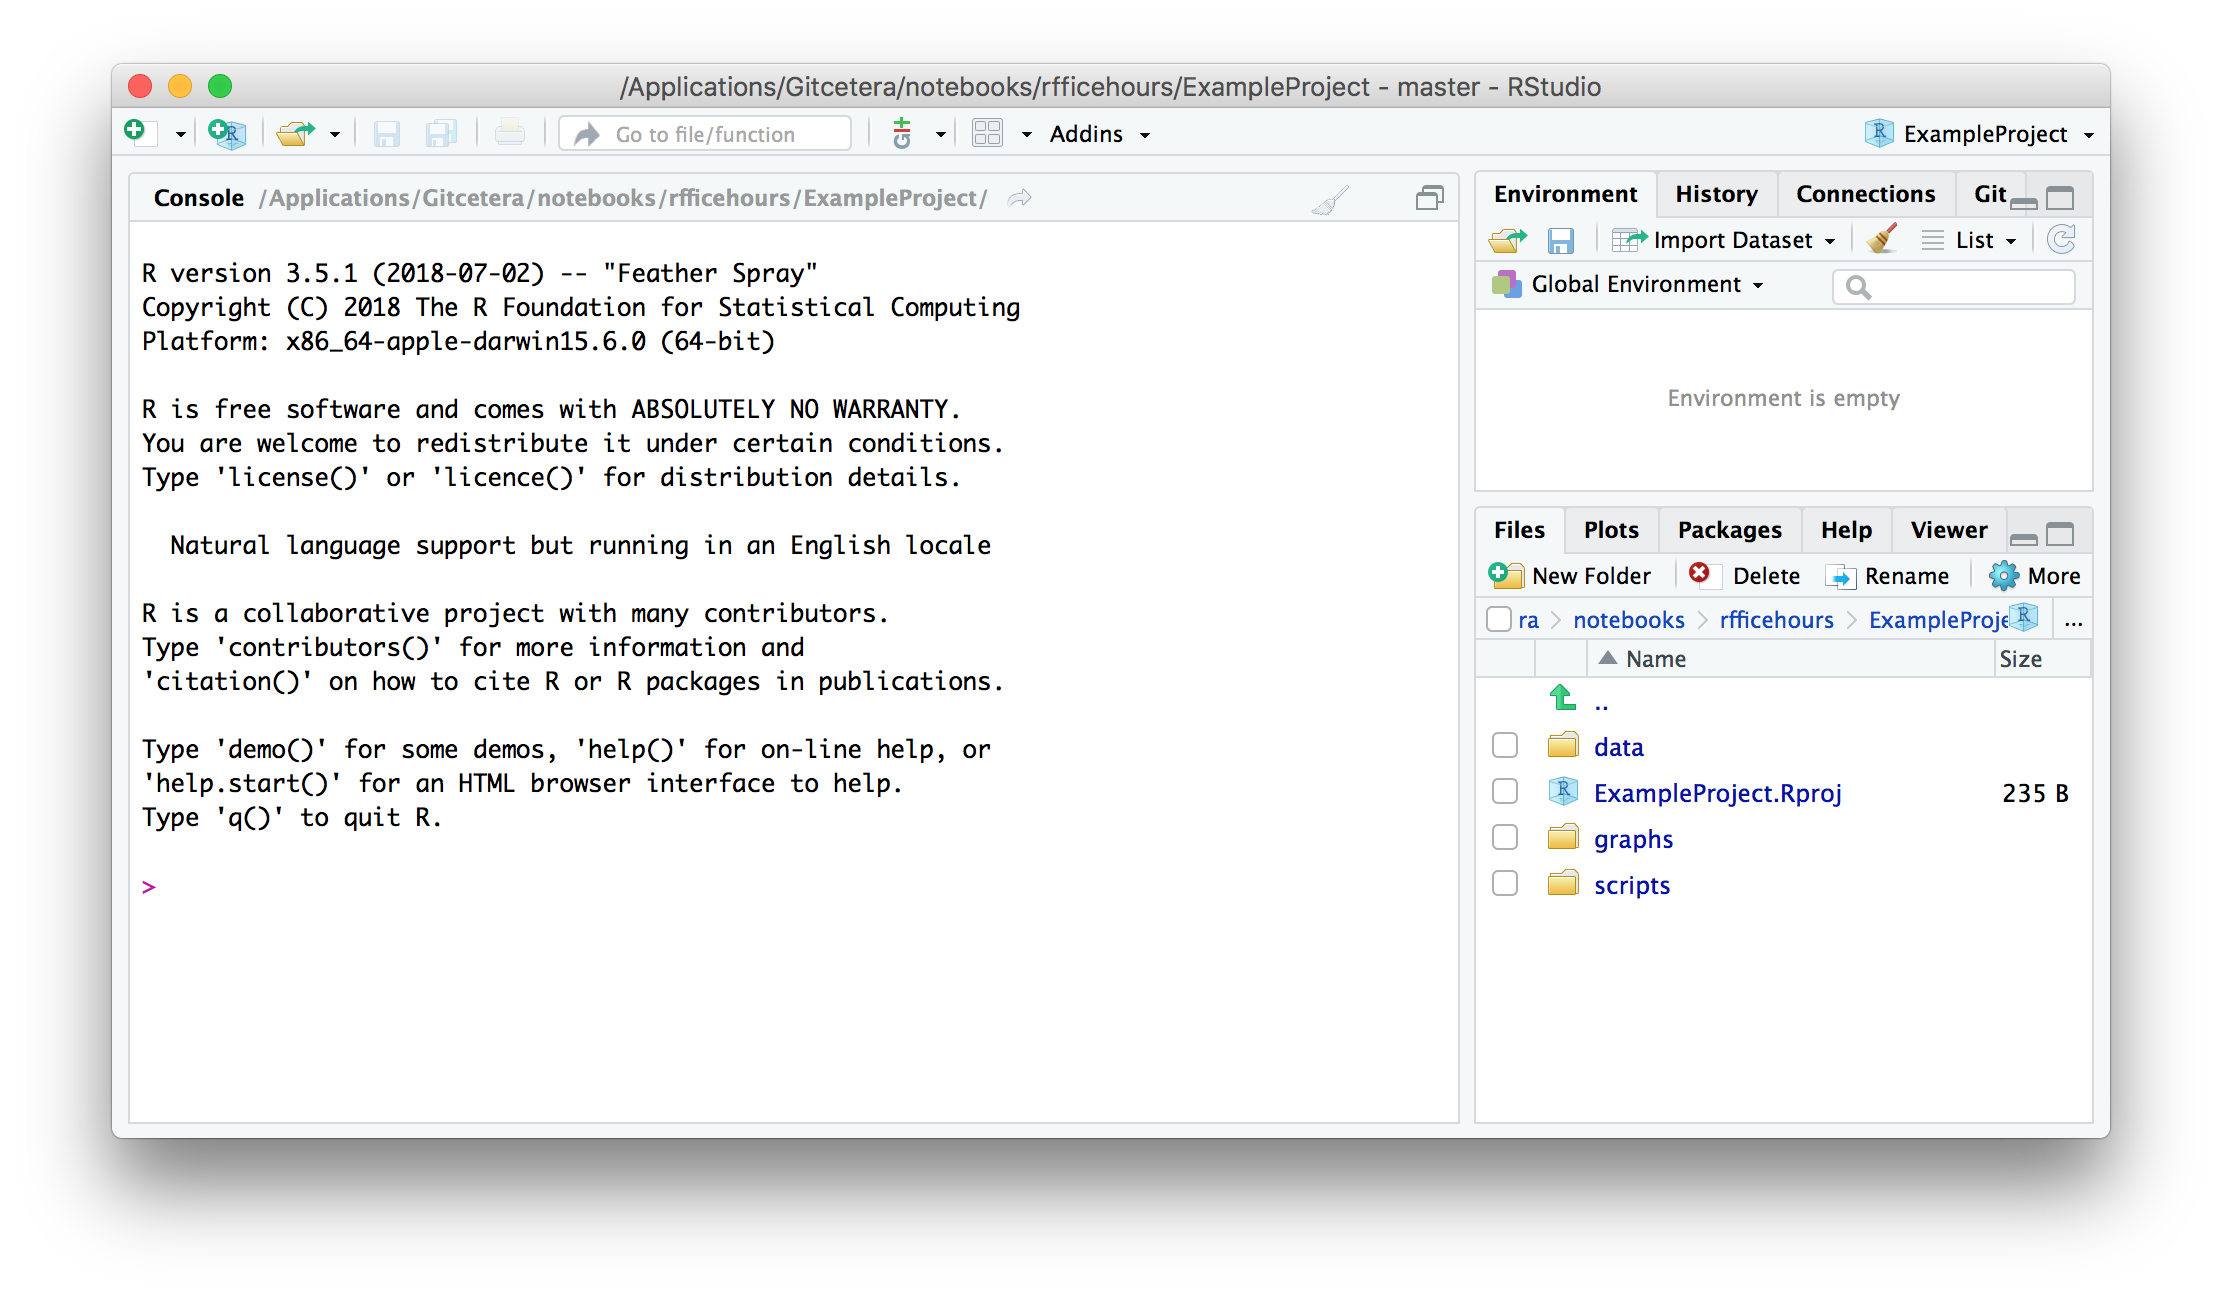 /Applications/Gitcetera/notebooks/rfficehours/ExampleProject - master - RStudio
Go to file/function
Addins
ExampleProject
Console /Applications/Gitcetera/notebooks/rfficehours/ExampleProject/
R version 3.5.1 (2018-07-02) -- "Feather Spray"
Copyright (C) 2018 The R Foundation for Statistical Computing
Platform: x86_64-apple-darwin15.6.0 (64-bit)
R is free software and comes with ABSOLUTELY NO WARRANTY.
You are welcome to redistribute it under certain conditions.
Type 'license()' or 'licence()' for distribution details.
Natural language support but running in an English locale
R is a collaborative project with many contributors.
Type 'contributors()' for more information and
'citation()' on how to cite R or R packages in publications.
Type 'demo()' for some demos, 'help()' for on-line help, or
'help.start()' for an HTML browser interface to help.
Type 'q()' to quit R.
>
Environment History Connections Git
Import Dataset List
Global Environment
Environment is empty
Files Plots Packages Help Viewer
New Folder Delete Rename More
ra > notebooks > rfficehours > ExampleProje ...
Name Size
..
data
ExampleProject.Rproj 235 B
graphs
scripts